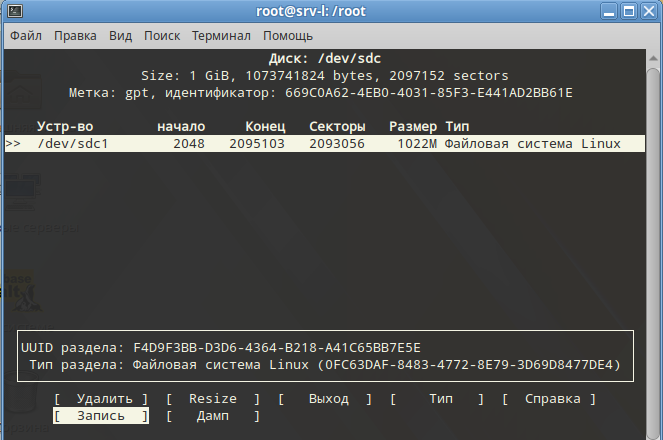 root@srv-l: /root
Файл Правка Вид Поиск Терминал Помощь
Диск: /dev/sdc
Size: 1 GiB, 1073741824 bytes, 2097152 sectors
Метка: gpt, идентификатор: 669C0A62-4EB0-4031-85F3-E441AD2BB61E
Устр-во начало Конец Секторы Размер Тип
>> /dev/sdc1 2048 2095103 2093056 1022M Файловая система Linux
UUID раздела: F4D9F3BB-D3D6-4364-B218-A41C65BB7E5E
Тип раздела: Файловая система Linux (0FC63DAF-8483-4772-8E79-3D69D8477DE4)
[ Удалить ] [ Resize ] [ Выход ] [ Тип ] [ Справка ]
[ Запись ] [ Дамп ]